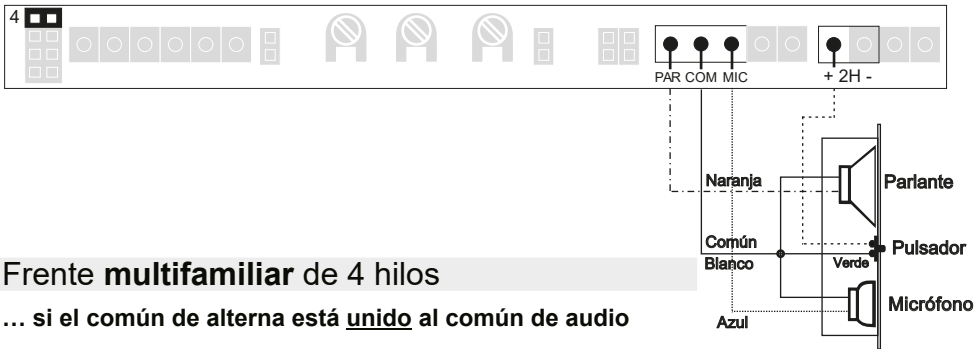 4
PAR COM MIC
+ 2H -
Naranja
Parlante
Común
Blanco
Verde
Pulsador
Micrófono
Azul
Frente multifamiliar de 4 hilos
… si el común de alterna está unido al común de audio